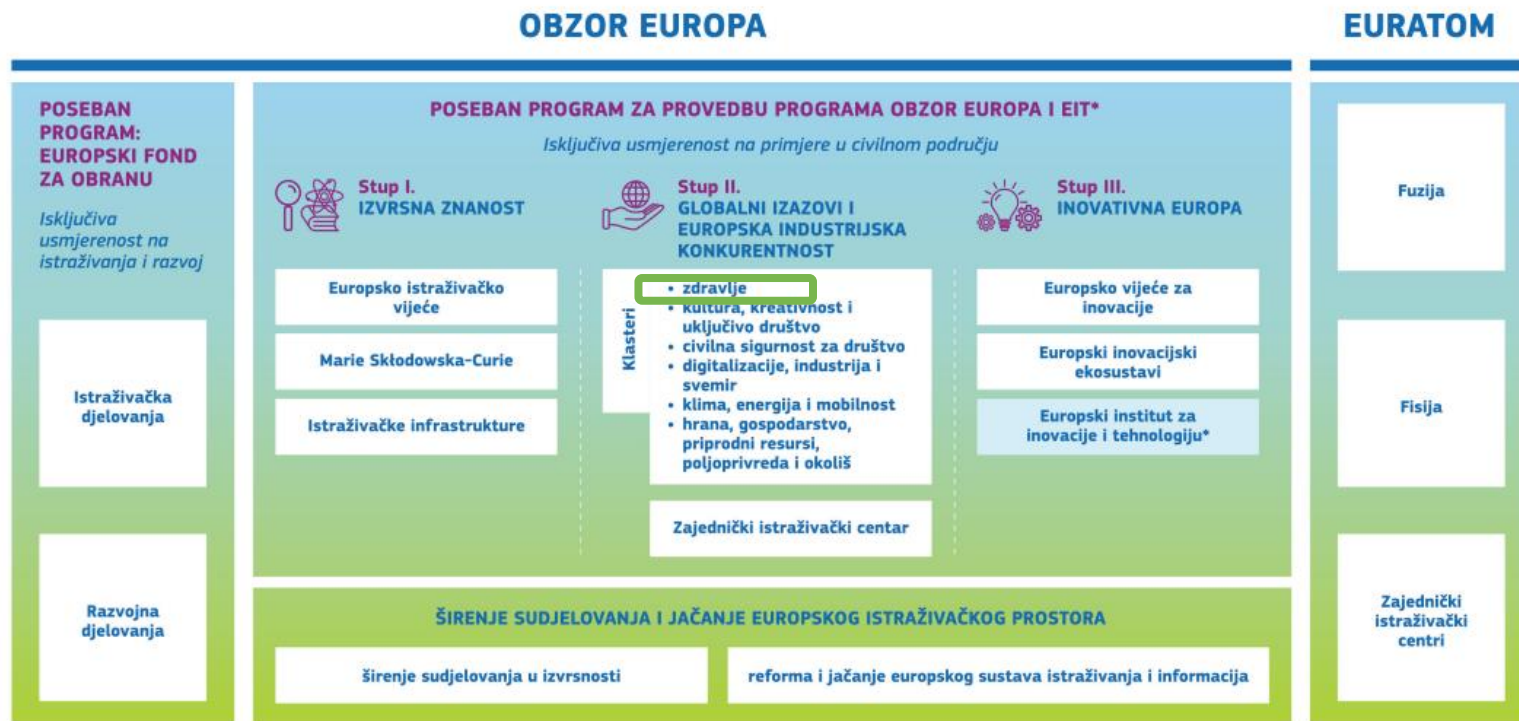 OBZOR EUROPA
EURATOM
POSEBAN
PROGRAM:
EUROPSKI FOND
ZA OBRANU
Isključiva
usmjerenost na
istraživanja i razvoj
Istraživačka
djelovanja
Razvojna
djelovanja
POSEBAN PROGRAM ZA PROVEDBU PROGRAMA OBZOR EUROPA I EIT*
Isključiva usmjerenost na primjere u civilnom području
Stup I.
IZVRSNA ZNANOST
Europsko istraživačko
vijeće
Marie Skłodowska-Curie
Istraživačke infrastrukture
Stup II.
GLOBALNI IZAZOVI I
EUROPSKA INDUSTRIJSKA
KONKURENTNOST
Klasteri
• zdravlje
• kultura, kreativnost i
uključivo društvo
• civilna sigurnost za društvo
• digitalizacije, industrija i
svemir
• klima, energija i mobilnost
• hrana, gospodarstvo,
priprodni resursi,
poljoprivreda i okoliš
Zajednički istraživački centar
Stup III.
INOVATIVNA EUROPA
Europsko vijeće za
inovacije
Europski inovacijski
ekosustavi
Europski institut za
inovacije i tehnologiju*
ŠIRENJE SUDJELOVANJA I JAČANJE EUROPSKOG ISTRAŽIVAČKOG PROSTORA
širenje sudjelovanja u izvrsnosti
reforma i jačanje europskog sustava istraživanja i informacija
Fuzija
Fisija
Zajednički
istraživački
centri